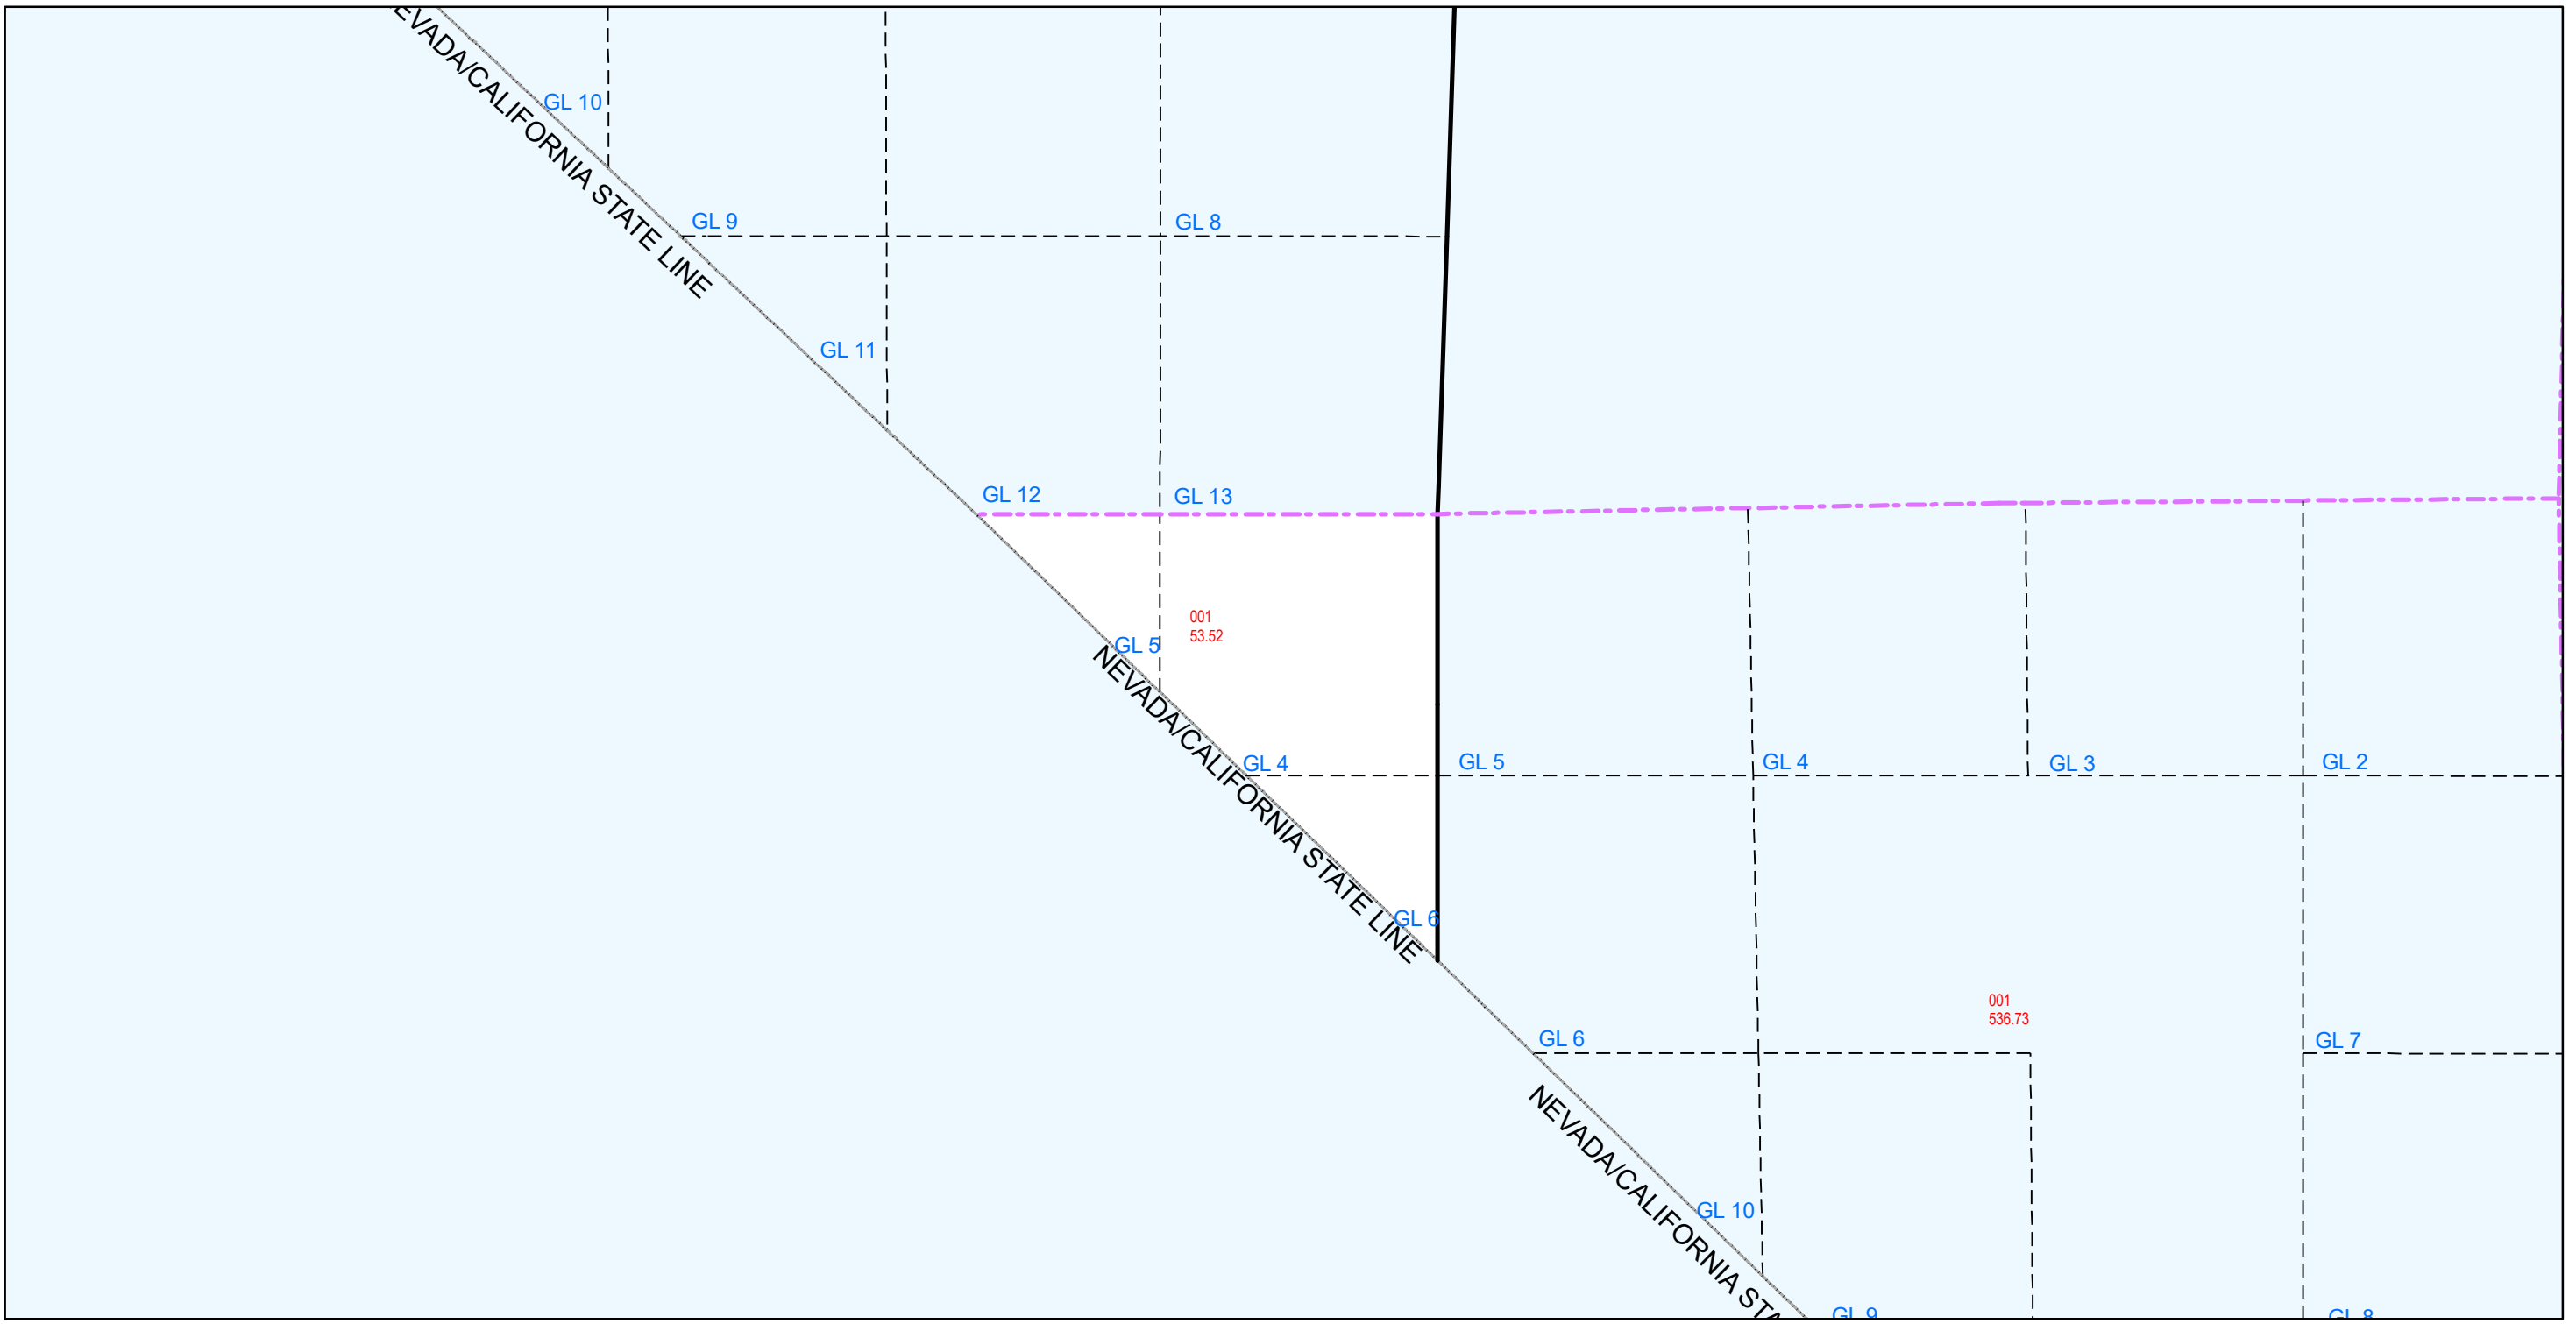 EVADA/CALIFORNIA STATE LINE
GL 10
GL 9
GL 8
GL 11
GL 12
GL 13
001
53.52
GL 5
NEVADA/CALIFORNIA STATE LINE
GL 4
GL 5
GL 4
GL 3
GL 2
GL 6
001
536.73
GL 6
GL 7
NEVADA/CALIFORNIA STA
GL 10
GL 9
GL 8